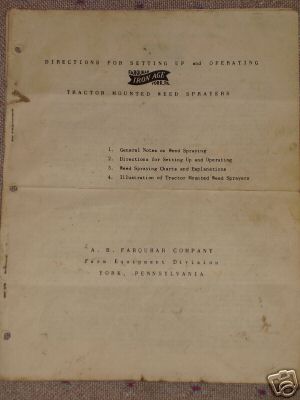 DIRECTIONS FOR SETTING UP and OPERATING
FARQUHAR
IRON AGE
TRACTOR MOUNTED WEED SPRAYERS
1. General Notes on Weed Spraying
2. Directions for Setting Up and Operating
3. Weed Spraying Charts and Explanations
4. Illustration of Tractor Mounted Weed Sprayers
A. B. FARQUHAR COMPANY
Farm Equipment Division
YORK, PENNSYLVANIA